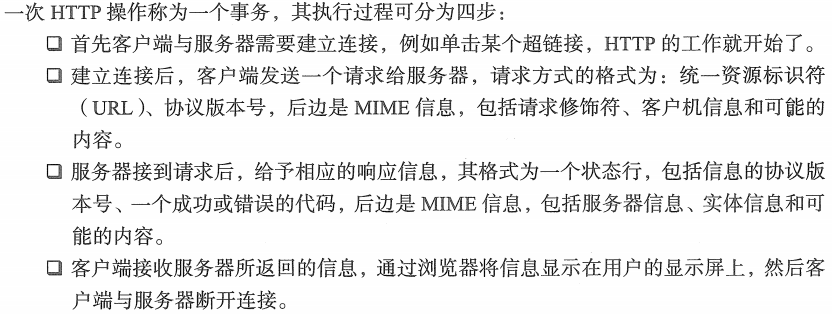 一次 HTTP 操作称为一个事务，其执行过程可分为四步：
❑ 首先客户端与服务器需要建立连接，例如单击某个超链接，HTTP 的工作就开始了。
❑ 建立连接后，客户端发送一个请求给服务器，请求方式的格式为：统一资源标识符
（URL）、协议版本号，后边是 MIME 信息，包括请求修饰符、客户机信息和可能的
内容。
❑ 服务器接到请求后，给予相应的响应信息，其格式为一个状态行，包括信息的协议版
本号、一个成功或错误的代码，后边是 MIME 信息，包括服务器信息、实体信息和可
能的内容。
❑ 客户端接收服务器所返回的信息，通过浏览器将信息显示在用户的显示屏上，然后客
户端与服务器断开连接。